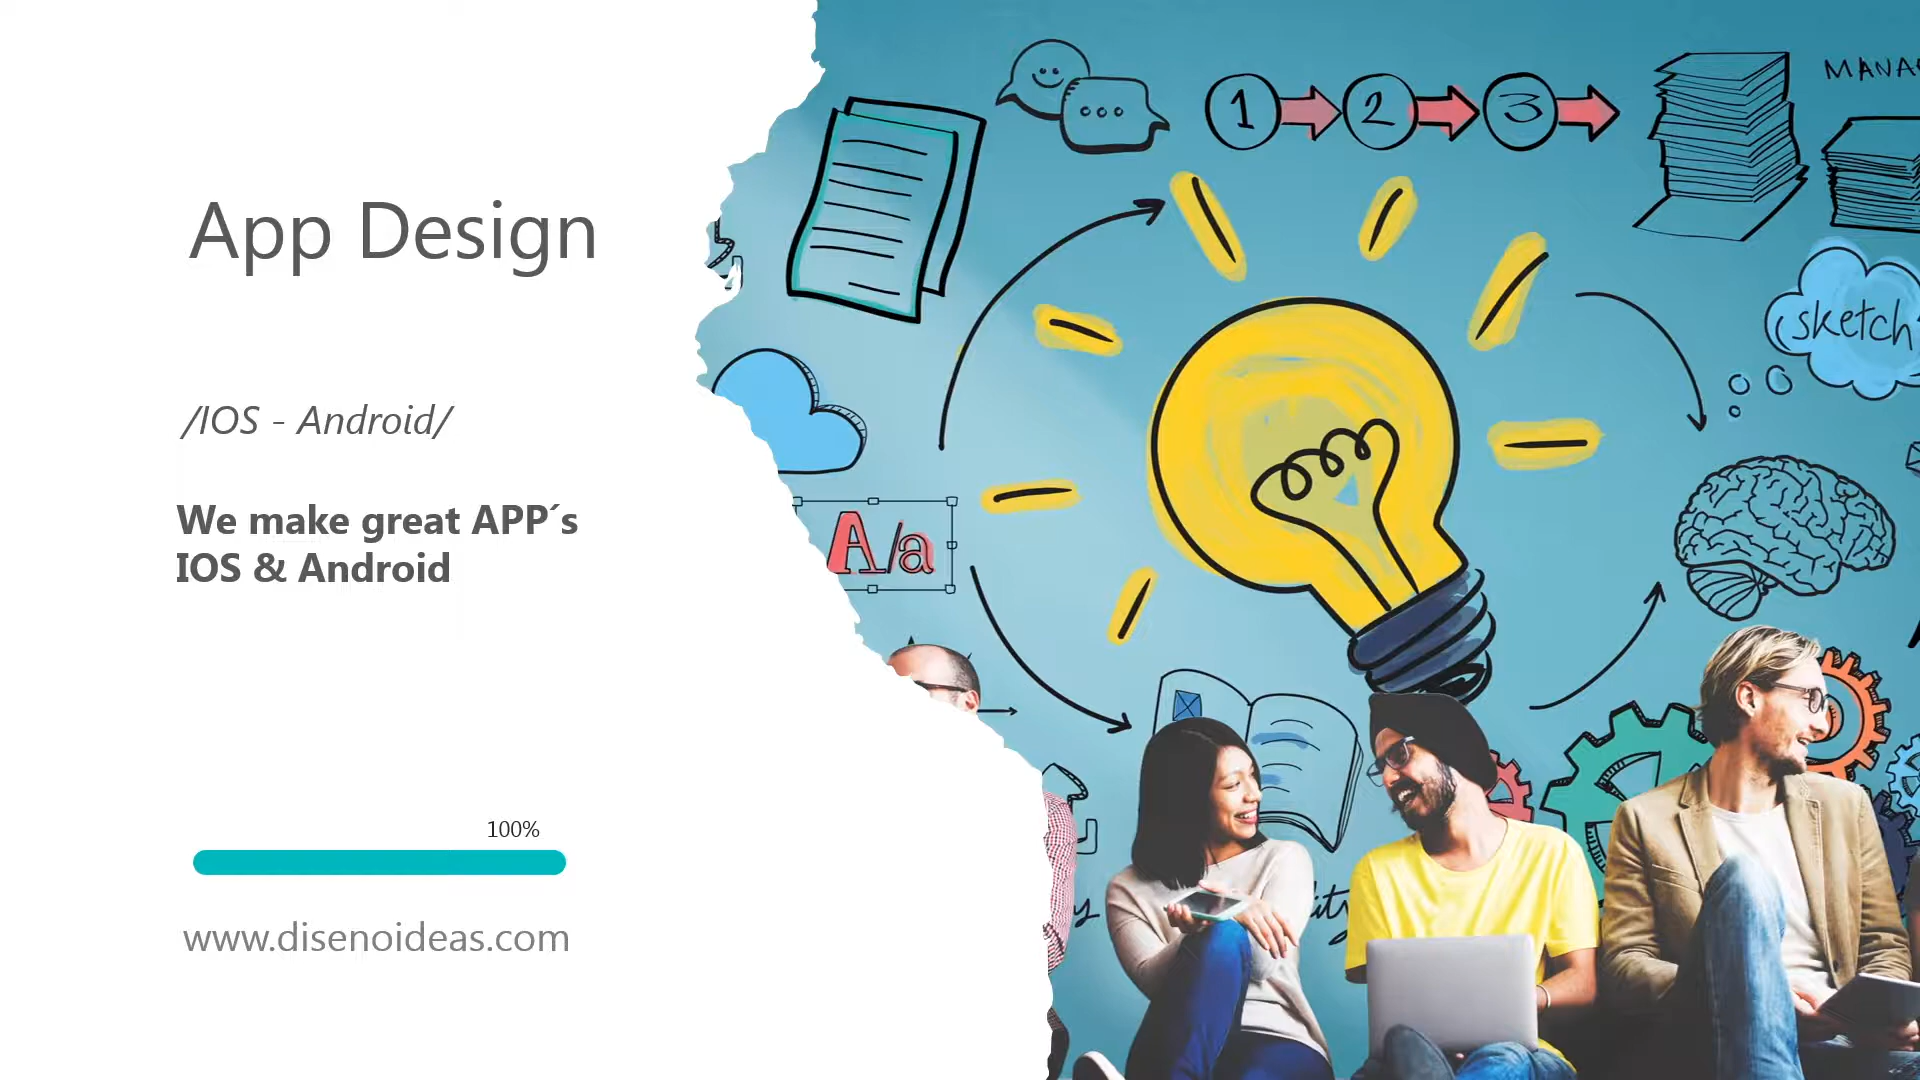 App Design
/IOS - Android/
We make great APP´s
IOS & Android
100%
www.disenoideas.com
1 2 3
sketch
A/a